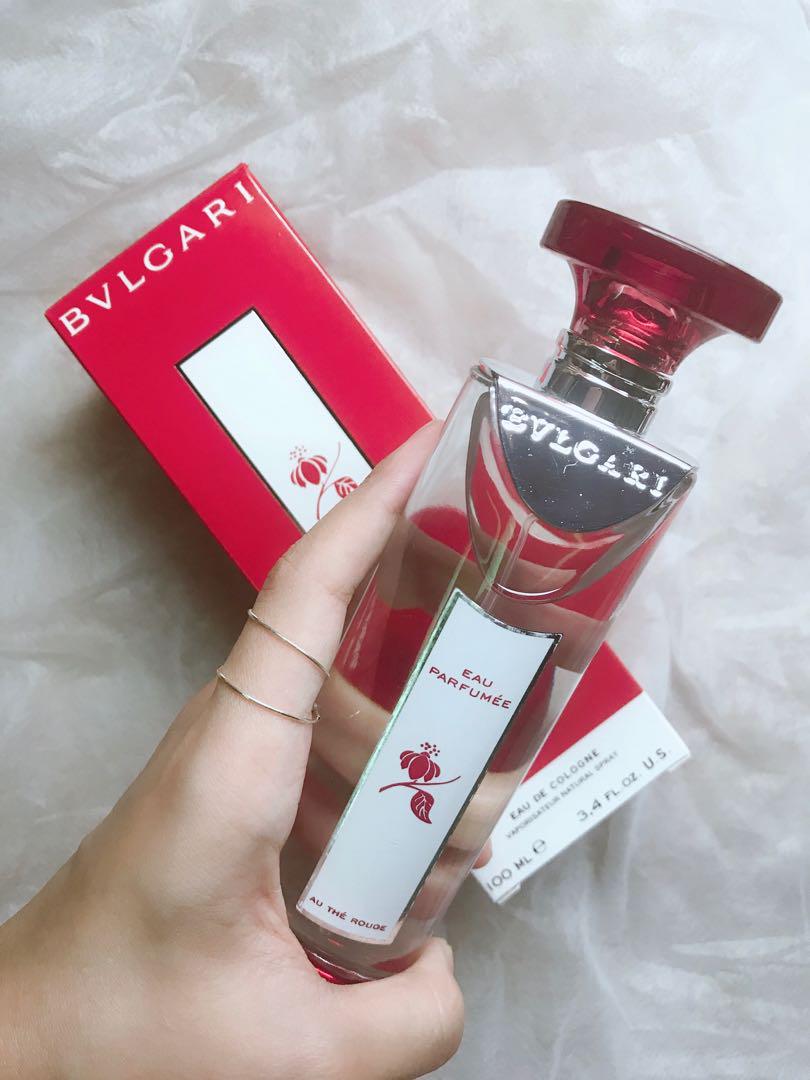 BVLGARI
BVLGARI
EAU
PARFUMÉE
AU THÉ ROUGE
EAU DE COLOGNE
VAPORISATEUR NATURAL SPRAY
100 ML e 3,4 FL OZ. U.S.